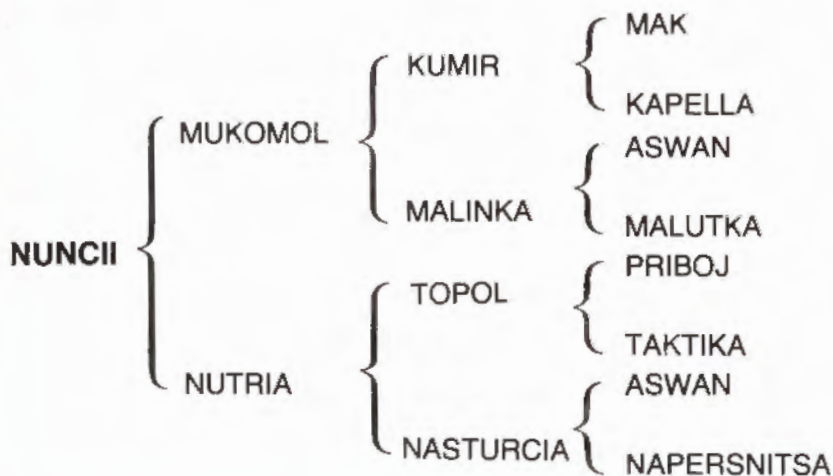 MAK
KUMIR
KAPELLA
MUKOMOL
ASWAN
MALINKA
MALUTKA
NUNCII
PRIBOJ
TOPOL
TAKTIKA
NUTRIA
ASWAN
NASTURCIA
NAPERSNITSA